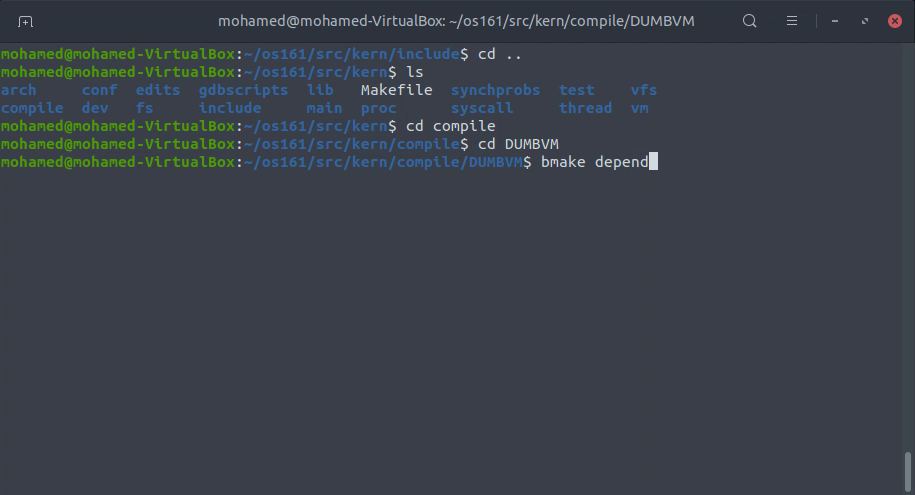 mohamed@mohamed-VirtualBox: ~/os161/src/kern/compile/DUMBVM
mohamed@mohamed-VirtualBox:~/os161/src/kern/include$ cd ..
mohamed@mohamed-VirtualBox:~/os161/src/kern$ ls
arch     conf  edits  gdbscripts  lib   Makefile  synchprobs  test    vfs
compile  dev   fs     include     main  proc      syscall     thread  vm
mohamed@mohamed-VirtualBox:~/os161/src/kern$ cd compile
mohamed@mohamed-VirtualBox:~/os161/src/kern/compile$ cd DUMBVM
mohamed@mohamed-VirtualBox:~/os161/src/kern/compile/DUMBVM$ bmake depend